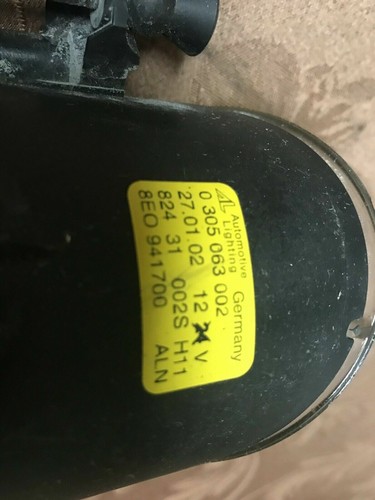 AL Automotive Lighting Germany
0 305 063 002
27.01.02 12 24 V
824 31 002S H11
8E0 941700 ALN